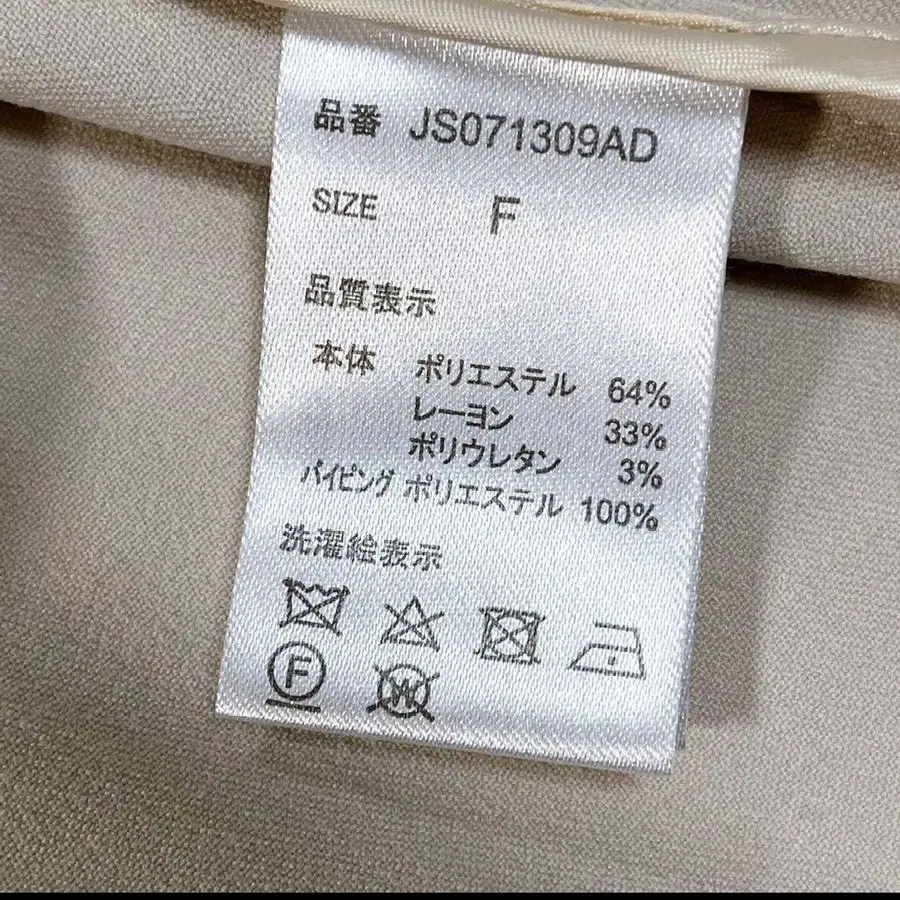 品番 JS071309AD
SIZE F
品質表示
本体 ポリエステル 64%
レーヨン 33%
ポリウレタン 3%
パイピング ポリエステル 100%
洗濯絵表示
F W